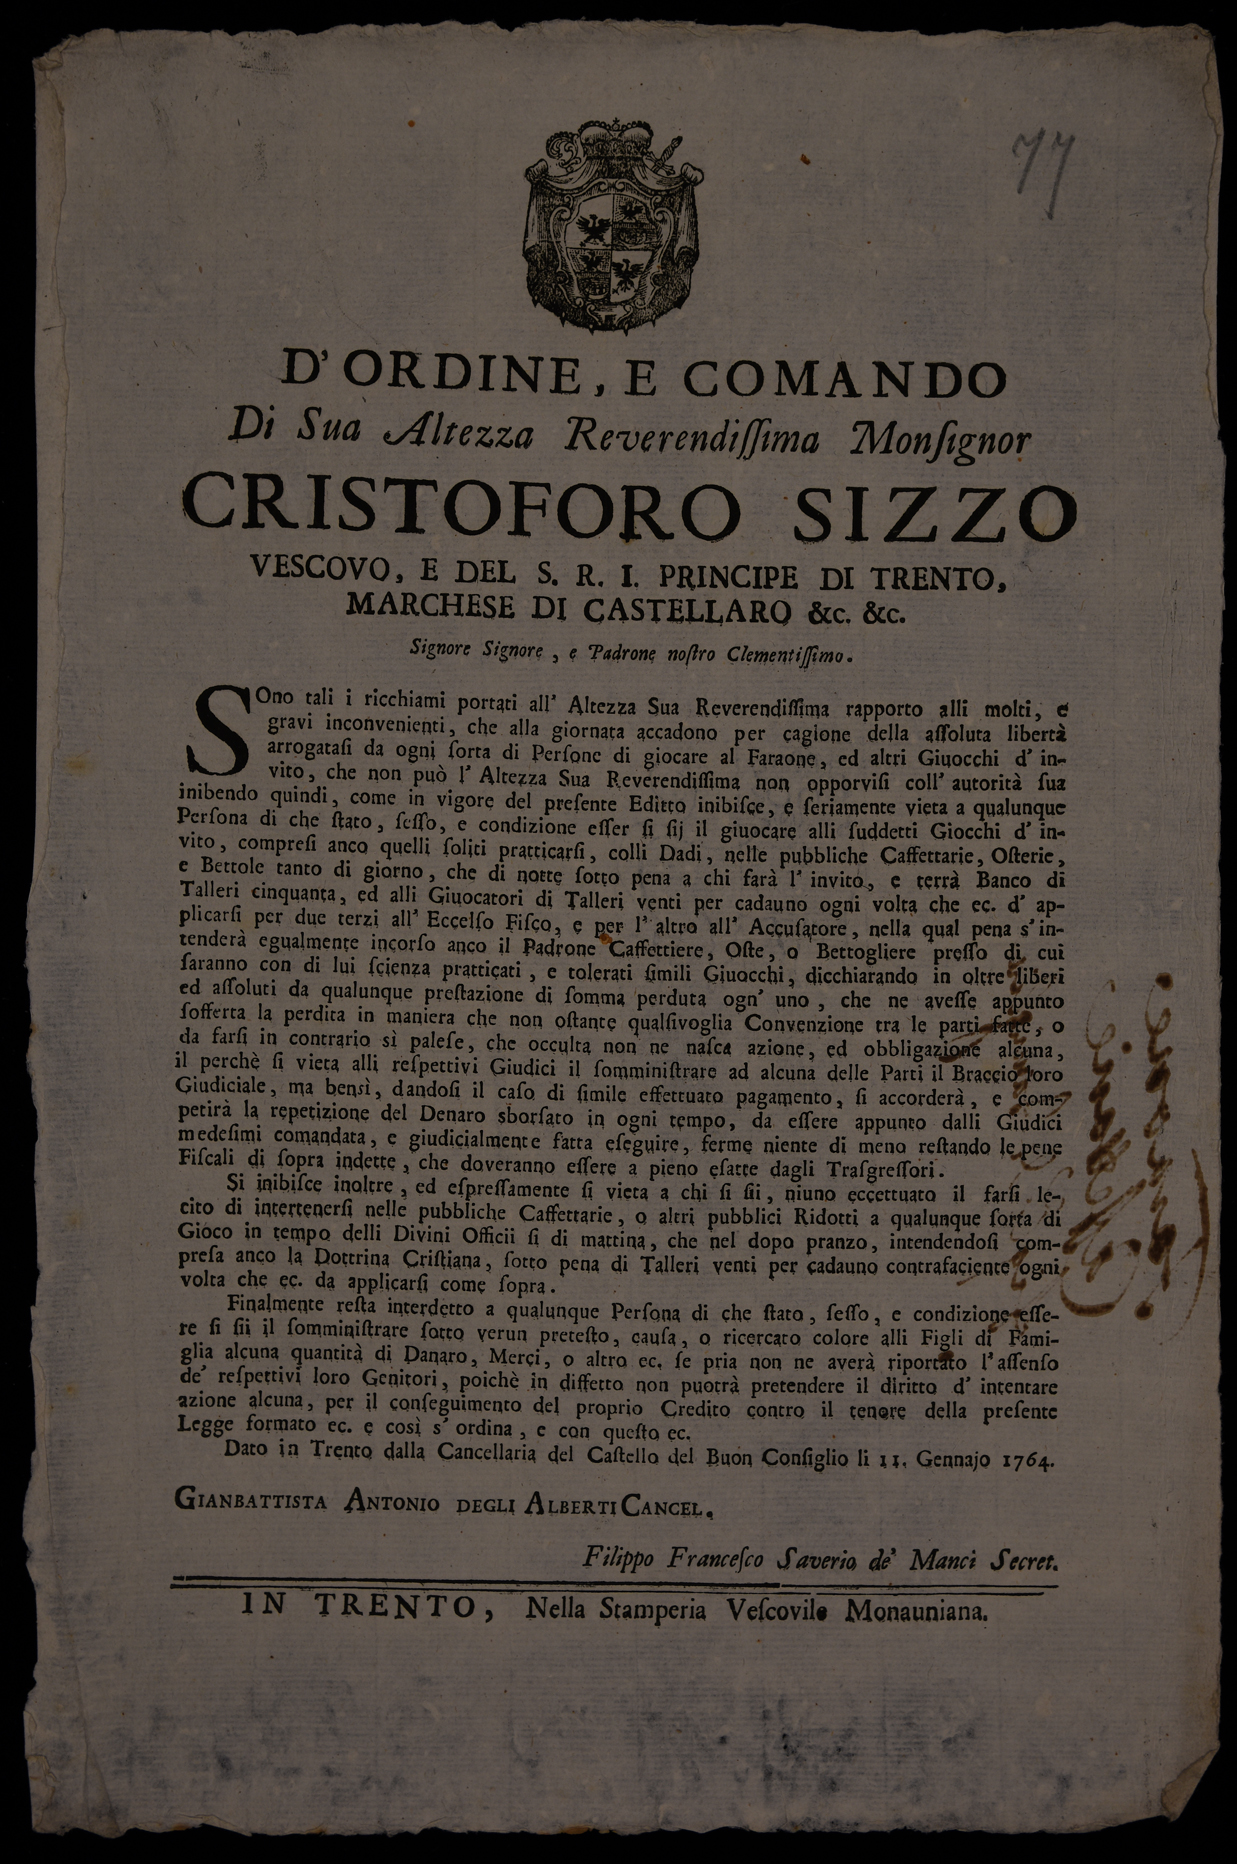 77
D'ORDINE, E COMANDO
Di Sua Altezza Reverendiſſima Monſignor
CRISTOFORO SIZZO
VESCOVO, E DEL S. R. I. PRINCIPE DI TRENTO,
MARCHESE DI CASTELLARO &c. &c.
Signore Signore, e Padrone noſtro Clementiſſimo.
SOno tali i ricchiami portati all' Altezza Sua Reverendiſſima rapporto alli molti, e
gravi inconvenienti, che alla giornata accadono per cagione della aſſoluta libertà
arrogataſi da ogni ſorta di Perſone di giocare al Faraone, ed altri Giuocchi d' in-
vito, che non può l' Altezza Sua Reverendiſſima non opporviſi coll' autorità ſua
inibendo quindi, come in vigore del preſente Editto inibiſce, e ſeriamente vieta a qualunque
Perſona di che ſtato, ſeſſo, e condizione eſſer ſi ſij il giuocare alli ſuddetti Giocchi d' in-
vito, compreſi anco quelli ſoliti pratticarſi, colli Dadi, nelle pubbliche Caffettarie, Oſterie,
e Bettole tanto di giorno, che di notte ſotto pena a chi farà l' invito, e terrà Banco di
Talleri cinquanta, ed alli Giuocatori di Talleri venti per cadauno ogni volta che ec. d' ap-
plicarſi per due terzi all' Eccelſo Fiſco, e per l' altro all' Accuſatore, nella qual pena s' in-
tenderà egualmente incorſo anco il Padrone Caffettiere, Oſte, o Bettogliere preſſo di cui
ſaranno con di lui ſcienza pratticati, e tolerati ſimili Giuocchi, dicchiarando in oltre liberi
ed aſſoluti da qualunque preſtazione di ſomma perduta ogn' uno, che ne aveſſe appunto
ſofferta la perdita in maniera che non oſtante qualſivoglia Convenzione tra le parti fatte, o
da farſi in contrario sì paleſe, che occulta non ne naſca azione, ed obbligazione alcuna,
il perchè ſi vieta alli reſpettivi Giudici il ſomminiſtrare ad alcuna delle Parti il Braccio loro
Giudiciale, ma bensì, dandoſi il caſo di ſimile effettuato pagamento, ſi accorderà, e com-
petirà la repetizione del Denaro sborſato in ogni tempo, da eſſere appunto dalli Giudici
medeſimi comandata, e giudicialmente fatta eſeguire, ferme niente di meno reſtando le pene
Fiſcali di ſopra indette, che doveranno eſſere a pieno eſatte dagli Traſgreſſori.
Si inibiſce inoltre, ed eſpreſſamente ſi vieta a chi ſi ſii, niuno eccettuato il farſi le-
cito di intertenerſi nelle pubbliche Caffettarie, o altri pubblici Ridotti a qualunque ſorta di
Gioco in tempo delli Divini Officii ſi di mattina, che nel dopo pranzo, intendendoſi com-
preſa anco la Dottrina Criſtiana, ſotto pena di Talleri venti per cadauno contrafaciente ogni
volta che ec. da applicarſi come ſopra.
Finalmente reſta interdetto a qualunque Perſona di che ſtato, ſeſſo, e condizione eſſe-
re ſi ſii il ſomminiſtrare ſotto verun preteſto, cauſa, o ricercato colore alli Figli di Fami-
glia alcuna quantità di Danaro, Merci, o altro ec. ſe pria non ne averà riportato l' aſſenſo
de' reſpettivi loro Genitori, poichè in diffetto non puotrà pretendere il diritto d' intentare
azione alcuna, per il conſeguimento del proprio Credito contro il tenore della preſente
Legge formato ec. e così s' ordina, e con queſto ec.
Dato in Trento dalla Cancellaria del Caſtello del Buon Conſiglio li 11. Gennajo 1764.
GIANBATTISTA ANTONIO DEGLI ALBERTI CANCEL.
Filippo Franceſco Saverio de' Manci Secret.
IN TRENTO, Nella Stamperia Veſcovile Monauniana.